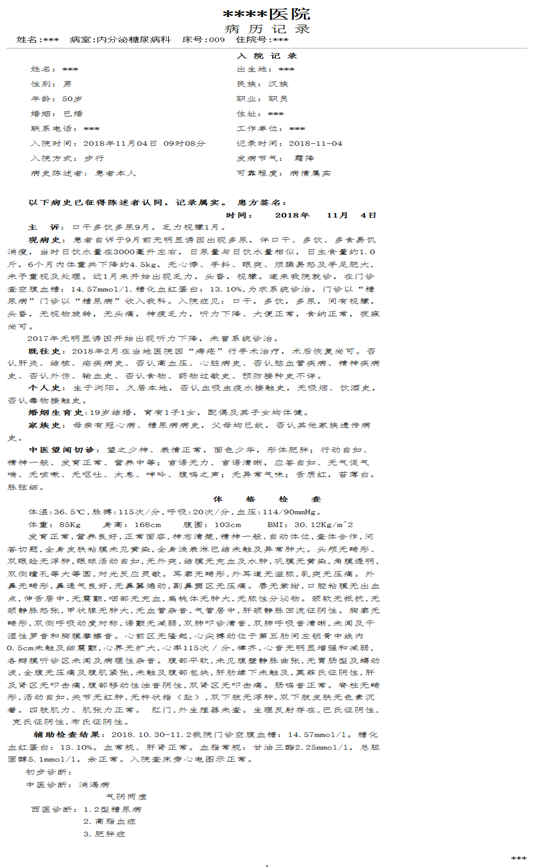 ****医院
病 历 记 录
姓名:*** 病室:内分泌糖尿病科 床号:009 住院号:***
入 院 记 录
姓名：*** 出生地：***
性别：男 民族：汉族
年龄：50岁 职业：职员
婚姻：已婚 住址：***
联系电话：*** 工作单位：***
入院时间：2018年11月04日 09时08分 记录时间：2018-11-04
入院方式：步行 发病节气： 霜降
病史陈述者：患者本人 可靠程度：病情属实
以下病史已征得陈述者认同，记录属实。 患方签名：
时间： 2018年 11月 4日
主 诉：口干多饮多尿9月，乏力视朦1月。
现病史：患者自诉于9月前无明显诱因出现多尿，伴口干、多饮、多食易饥
消瘦，当时日饮水量在3000毫升左右，日尿量与日饮水量相似，日主食量约1.0
斤，6个月内体重共下降约4.5kg，无心悸、手抖、眼突、烦躁易怒及手足肥大，
未予重视及处理。近1月来开始出现乏力，头昏，视朦。遂来我院就诊，在门诊
查空腹血糖：14.57mmol/1.糖化血红蛋白：13.10%,为求系统诊治，门诊以“糖
尿病”门诊以“糖尿病”收入我科。入院症见：口干，多饮，多尿，间有视朦，
头昏，无视物旋转，无头痛，神疲乏力，听力下降、大便正常，食纳正常，夜寐
尚可。
2017年无明显诱因开始出现听力下降，未曾系统诊治。
既往史：2018年2月在当地医院因“痔疮”行手术治疗，术后恢复尚可。否
认肝炎、结核、疟疾病史、否认高血压、心脏病史、否认脑血管疾病、精神疾病
史、否认外伤、输血史、否认食物、药物过敏史、预防接种史不详。
个人史：生于浏阳，久居本地，否认血吸虫疫水接触史，无吸烟、饮酒史，
否认毒物接触史。
婚姻生育史:19岁结婚，育有1子1女，配偶及其子女均体健。
家族史：母亲有冠心病、糖尿病病史，父母均已故，否认其他家族遗传病
史。
中医望闻切诊：望之少神、表情正常，面色少华，形体肥胖；行动自如、
精神一般、发育正常、营养中等；言语无力、言语清晰，应答自如、无气促气
喘、无咳嗽、无呕吐、太息、呻吟、腹鸣之声；无异常气味；舌质红，苔薄白，
脉弦细。
体 格 检 查
体温:36.5℃,脉搏:115次/分,呼吸:20次/分,血压:114/90mmHg,
体重：85Kg 身高：168cm 腹围：103cm BMI：30.12Kg/m^2
发育正常,营养良好,正常面容,神志清楚,精神一般,自动体位,查体合作,问
答切题,全身皮肤粘膜未见黄染,全身浅表淋巴结未触及异常肿大。头颅无畸形、
双眼睑无浮肿,眼球活动自如,无外突,结膜无充血及水肿,巩膜无黄染,角膜透明,
双侧瞳孔等大等圆,对光反应灵敏。耳廓无畸形,外耳道无溢脓,乳突无压痛。外
鼻无畸形,鼻通气良好,无鼻翼煽动,副鼻窦区无压痛。唇无紫绀,口腔粘膜无出血
点,伸舌居中,无震颤,咽部无充血,扁桃体无肿大,无脓性分泌物。颈软无抵抗,无
颈静脉怒张,甲状腺无肿大,无血管杂音,气管居中,肝颈静脉回流征阴性。胸廓无
畸形,双侧呼吸动度对称,语颤无减弱,双肺叩诊清音,双肺呼吸音清晰,未闻及干
湿性罗音和胸膜摩擦音。心前区无隆起,心尖搏动位于第五肋间左锁骨中线内
0.5cm未触及细震颤,心界无扩大,心率115次/分,律齐,心音无明显增强和减弱,
各瓣膜听诊区未闻及病理性杂音。腹部平软,未见腹壁静脉曲张,无胃肠型及蠕动
波,全腹无压痛及腹肌紧张,未触及腹部包块,肝肋缘下未触及,莫菲氏征阴性,肝
及肾区无叩击痛,腹部移动性浊音阴性,双肾区无叩击痛。肠鸣音正常。脊柱无畸
形,活动自如,关节无红肿,无杵状指（趾）,双下肢无浮肿,双下肢皮肤无色素沉
着。四肢肌力、肌张力正常。 肛门,外生殖器未查。生理反射存在,巴氏征阴性,
克氏征阴性,布氏征阴性。
辅助检查结果：2018.10.30-11.2我院门诊空腹血糖：14.57mmol/1。糖化
血红蛋白：13.10%。血常规、肝肾正常。血脂常规：甘油三酯2.25mmol/1，总胆
固醇5.1mmol/1，余正常。入院查床旁心电图示正常。
初步诊断：
中医诊断：消渴病
气阴两虚
西医诊断：1.2型糖尿病
2.高脂血症
3.肥胖症
***